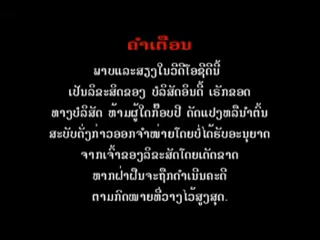 ຄຳເຕືອນ
ພາບແລະສຽງໃນວີດີໂອຊີດີນີ້
ເປັນລິຂະສິດຂອງ ບໍລິສັດອິນດີ້ ເຣັກຂອດ
ທາງບໍລິສັດ ຫ້າມຜູ້ໃດກ໊ອບປີ ດັດແປງຫລືນຳຕົ້ນ
ສະບັບດັ່ງກ່າວອອກຈຳໜ່າຍໂດຍບໍ່ໄດ້ຮັບອະນຸຍາດ
ຈາກເຈົ້າຂອງລິຂະສິດໂດຍເດັດຂາດ
ຫາກຝ່າຝືນຈະຖືກດຳເນີນຄະດີ
ຕາມກົດໝາຍທີ່ວາງໄວ້ສູງສຸດ.